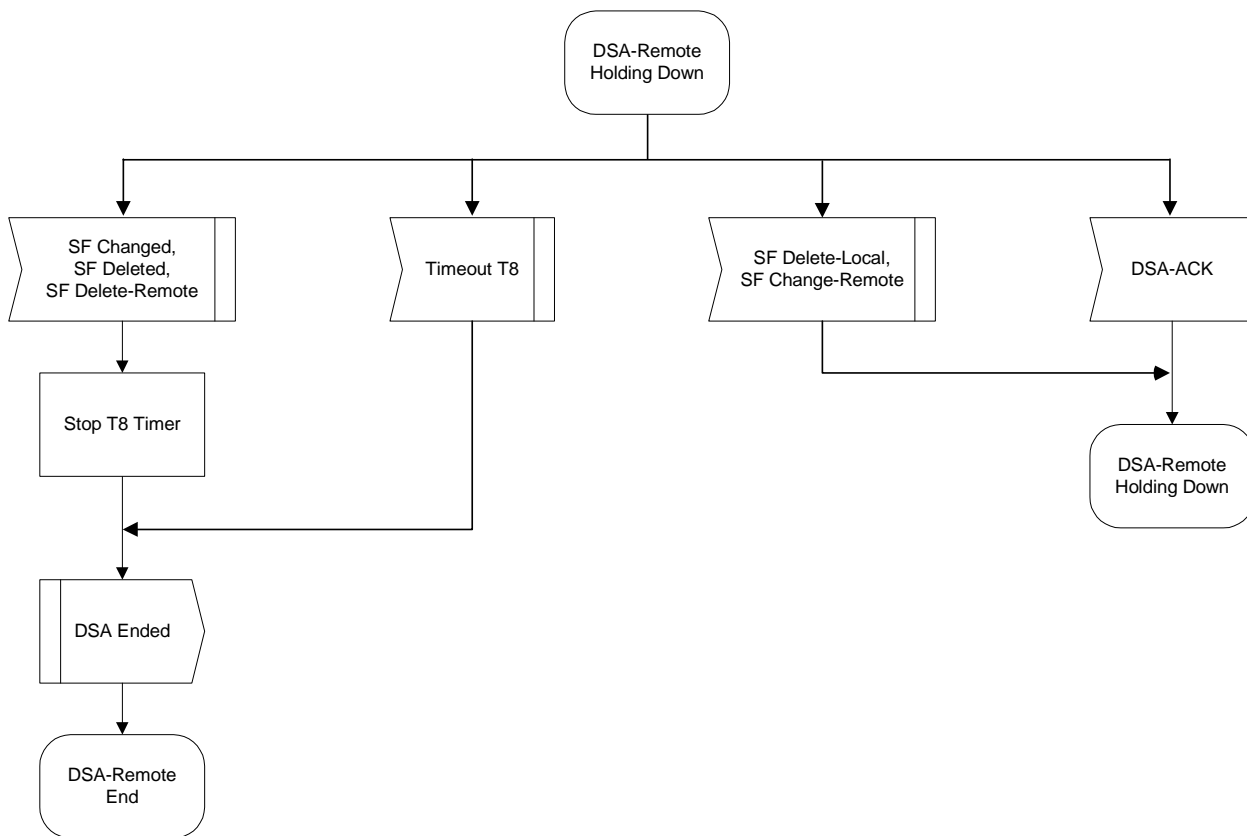 DSA-Remote
Holding Down
SF Changed,
SF Deleted,
SF Delete-Remote
Timeout T8
SF Delete-Local,
SF Change-Remote
DSA-ACK
Stop T8 Timer
DSA-Remote
Holding Down
DSA Ended
DSA-Remote
End